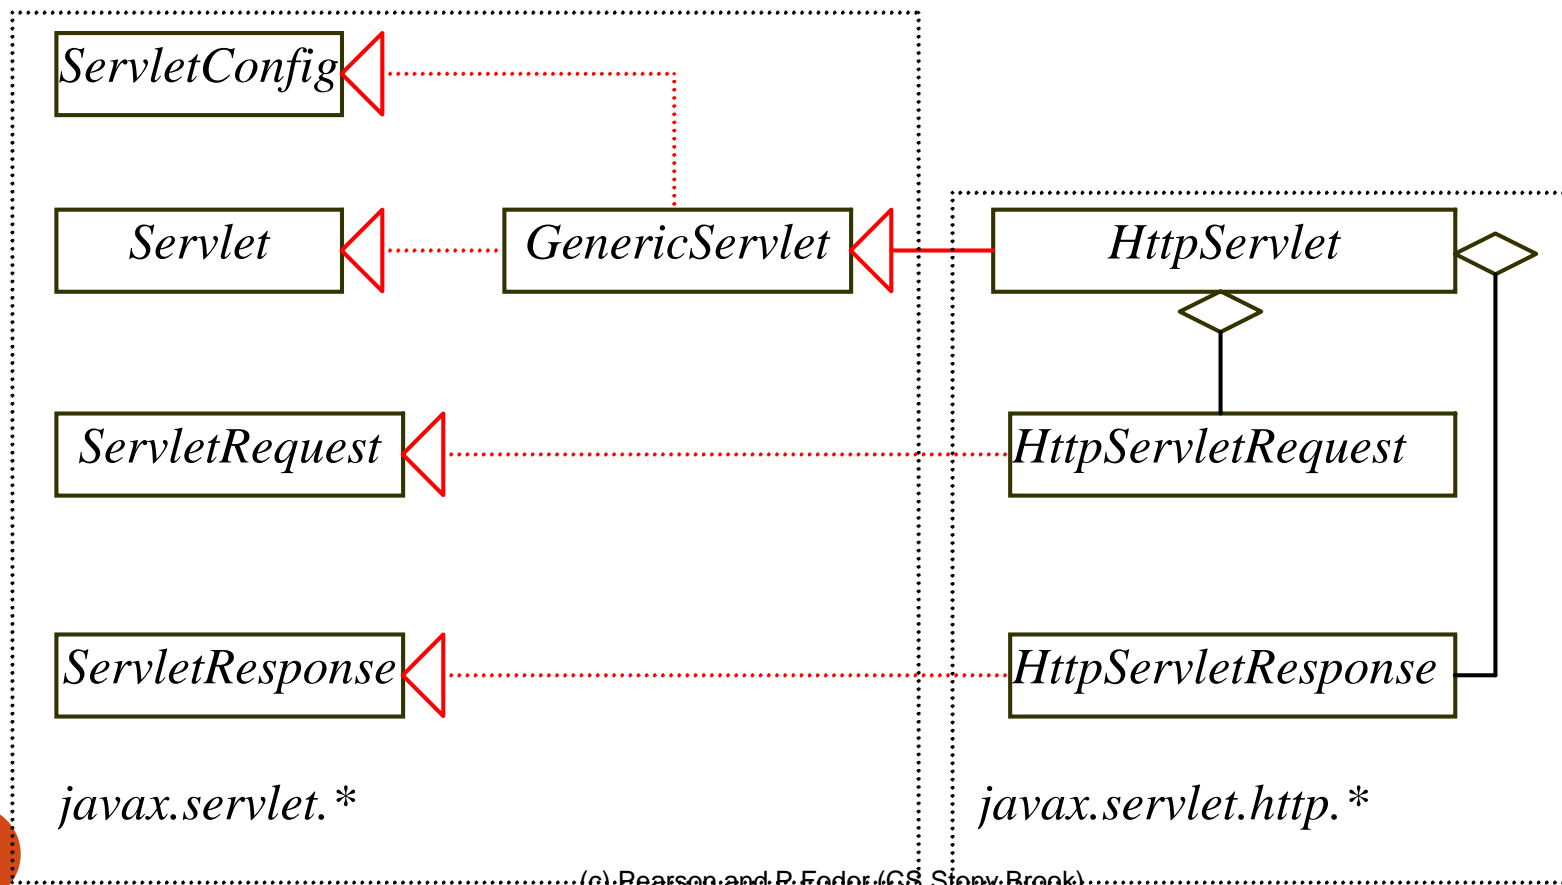 ServletConfig
Servlet
GenericServlet
HttpServlet
ServletRequest
HttpServletRequest
ServletResponse
HttpServletResponse
javax.servlet.*
javax.servlet.http.*
(c) Pearson and P. Fodor (CS Stony Brook)